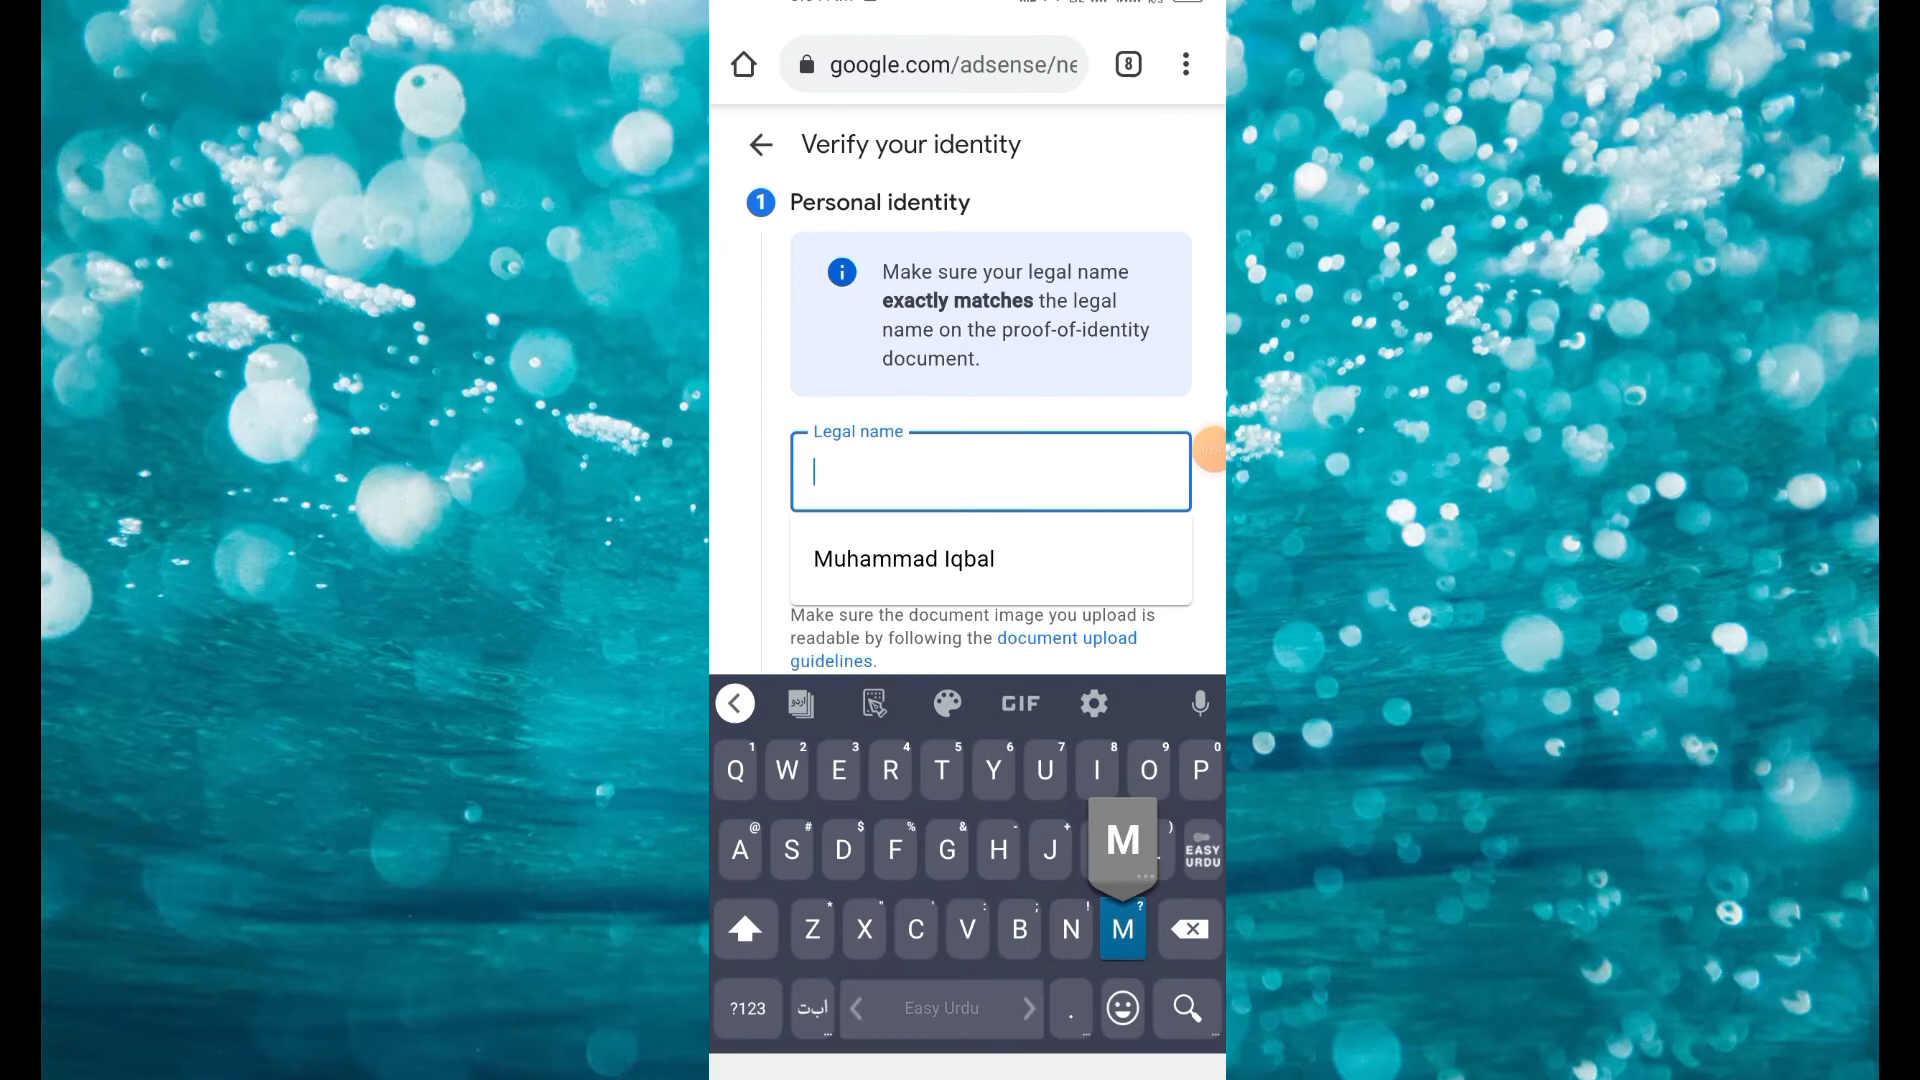 google.com/adsense/ne
8
Verify your identity
1 Personal identity
Make sure your legal name
exactly matches the legal
name on the proof-of-identity
document.
Legal name
Muhammad Iqbal
Make sure the document image you upload is
readable by following the document upload
guidelines.
اردو
GIF
1 2 3 4 5 6 7 8 9 0
Q W E R T Y U I O P
@ # $ % & - + )
A S D F G H J M EASY URDU
* " ' : ; ! ?
Z X C V B N M
?123 ابت Easy Urdu .